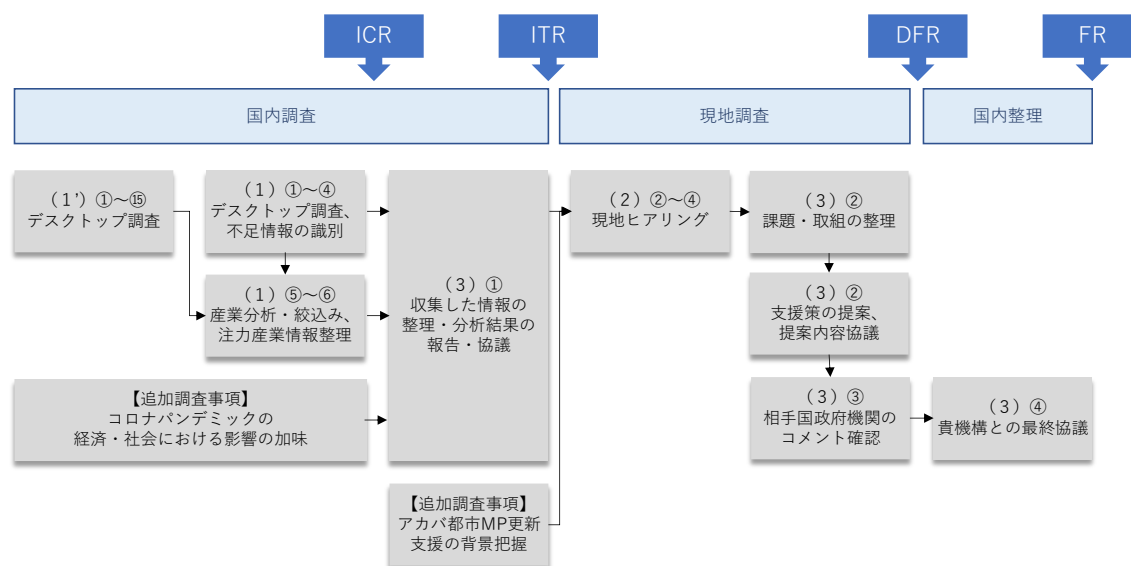 ICR
ITR
DFR
FR
国内調査
現地調査
国内整理
(1’) ①~⑮
デスクトップ調査
(1) ①~④
デスクトップ調査、
不足情報の識別
(1) ⑤~⑥
産業分析・絞込み、
注力産業情報整理
【追加調査事項】
コロナパンデミックの
経済・社会における影響の加味
(3) ①
収集した情報の
整理・分析結果の
報告・協議
【追加調査事項】
アカバ都市MP更新
支援の背景把握
(2) ②~④
現地ヒアリング
(3) ②
課題・取組の整理
(3) ②
支援策の提案、
提案内容協議
(3) ③
相手国政府機関の
コメント確認
(3) ④
貴機構との最終協議